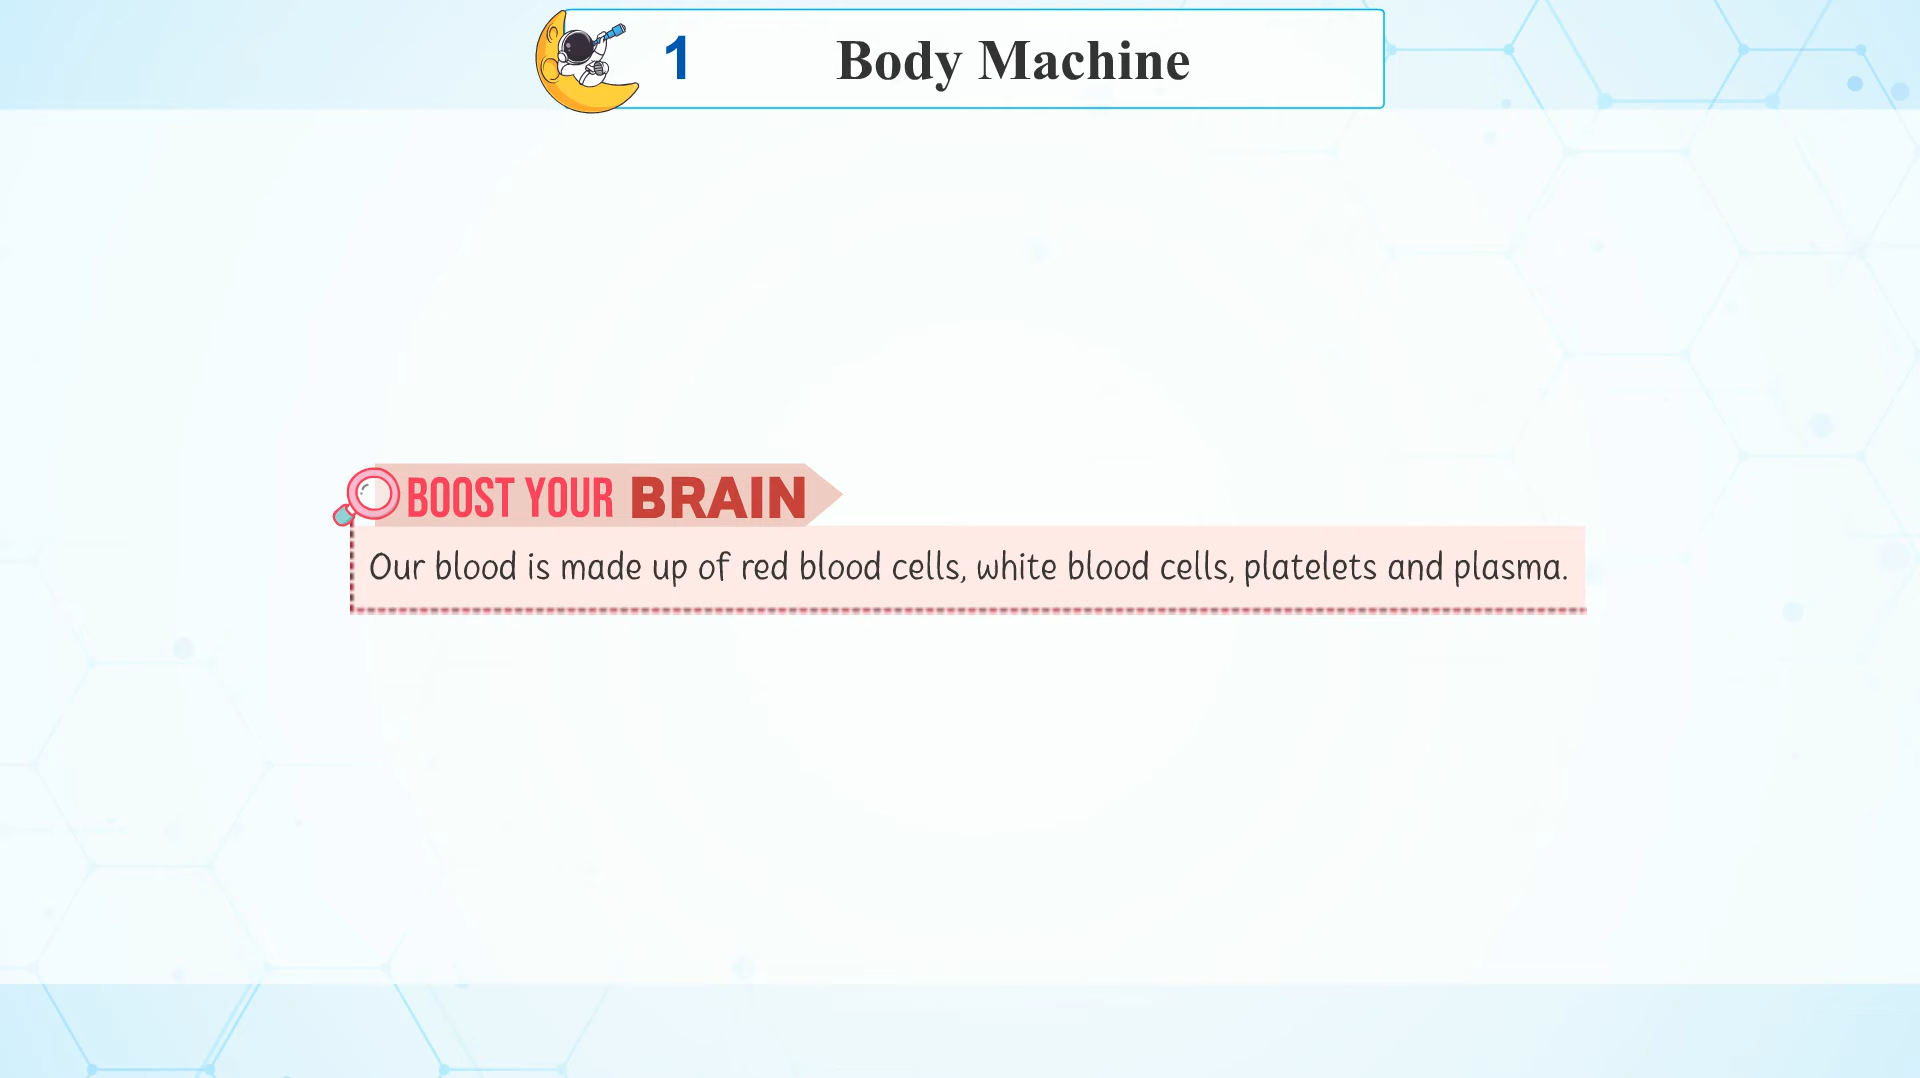 1 Body Machine
BOOST YOUR BRAIN
Our blood is made up of red blood cells, white blood cells, platelets and plasma.